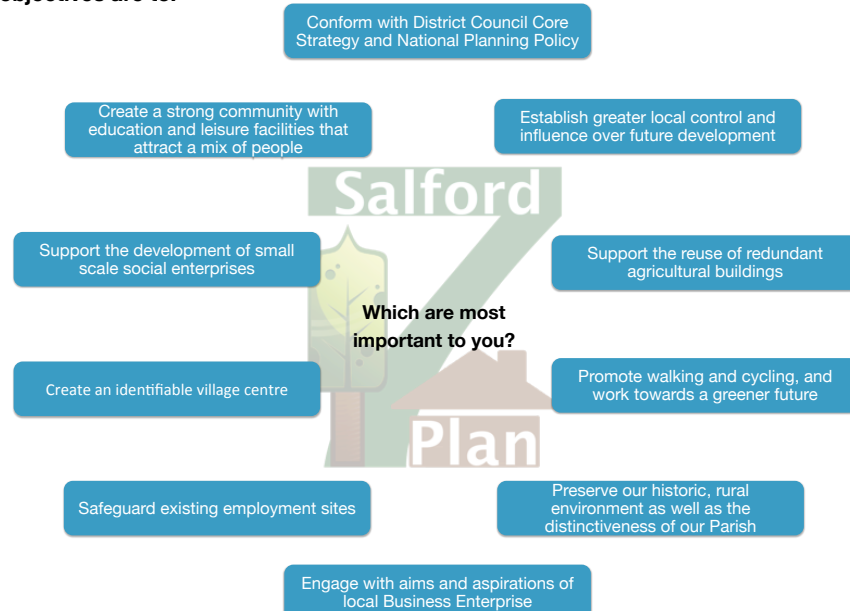 objectives are to:
Conform with District Council Core
Strategy and National Planning Policy
Create a strong community with
education and leisure facilities that
attract a mix of people
Establish greater local control and
influence over future development
Salford
Support the development of small
scale social enterprises
Support the reuse of redundant
agricultural buildings
Which are most
important to you?
Create an identifiable village centre
Promote walking and cycling, and
work towards a greener future
Plan
Safeguard existing employment sites
Preserve our historic, rural
environment as well as the
distinctiveness of our Parish
Engage with aims and aspirations of
local Business Enterprise